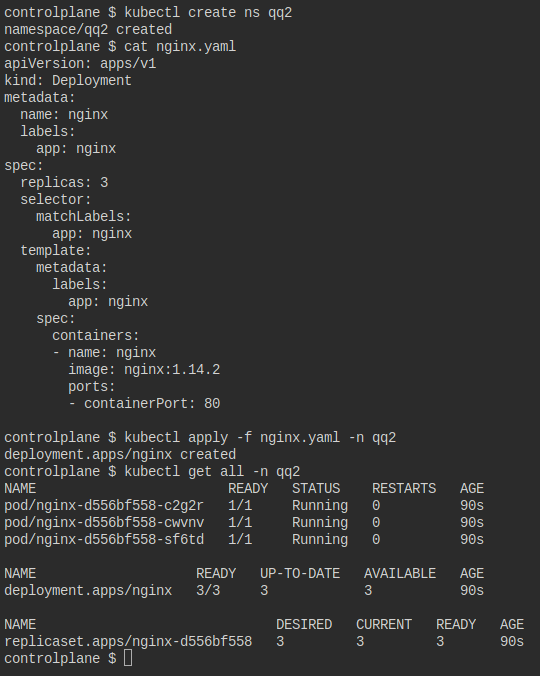 controlplane $ kubectl create ns qq2
namespace/qq2 created
controlplane $ cat nginx.yaml
apiVersion: apps/v1
kind: Deployment
metadata:
  name: nginx
  labels:
    app: nginx
spec:
  replicas: 3
  selector:
    matchLabels:
      app: nginx
  template:
    metadata:
      labels:
        app: nginx
    spec:
      containers:
      - name: nginx
        image: nginx:1.14.2
        ports:
        - containerPort: 80

controlplane $ kubectl apply -f nginx.yaml -n qq2
deployment.apps/nginx created
controlplane $ kubectl get all -n qq2
NAME                        READY   STATUS    RESTARTS   AGE
pod/nginx-d556bf558-c2g2r   1/1     Running   0          90s
pod/nginx-d556bf558-cwvnv   1/1     Running   0          90s
pod/nginx-d556bf558-sf6td   1/1     Running   0          90s

NAME                    READY   UP-TO-DATE   AVAILABLE   AGE
deployment.apps/nginx   3/3     3            3           90s

NAME                              DESIRED   CURRENT   READY   AGE
replicaset.apps/nginx-d556bf558   3         3         3       90s
controlplane $